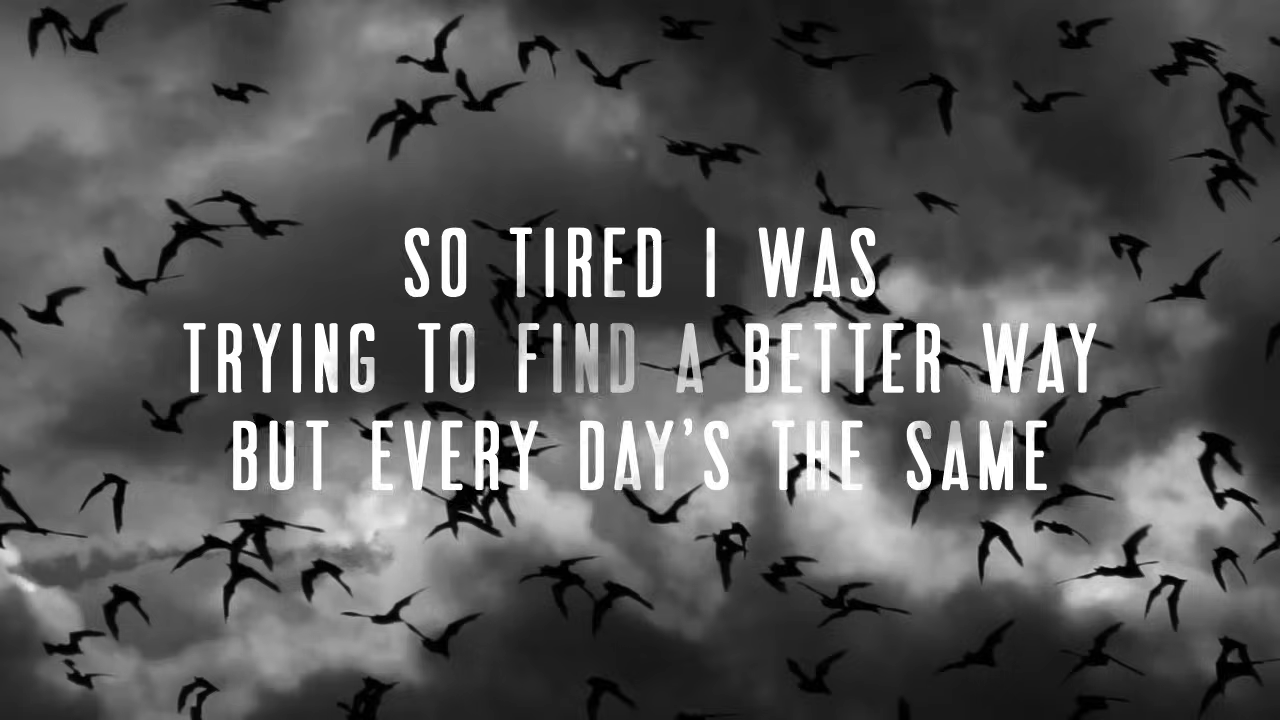 SO TIRED I WAS
TRYING TO FIND A BETTER WAY
BUT EVERY DAY'S THE SAME